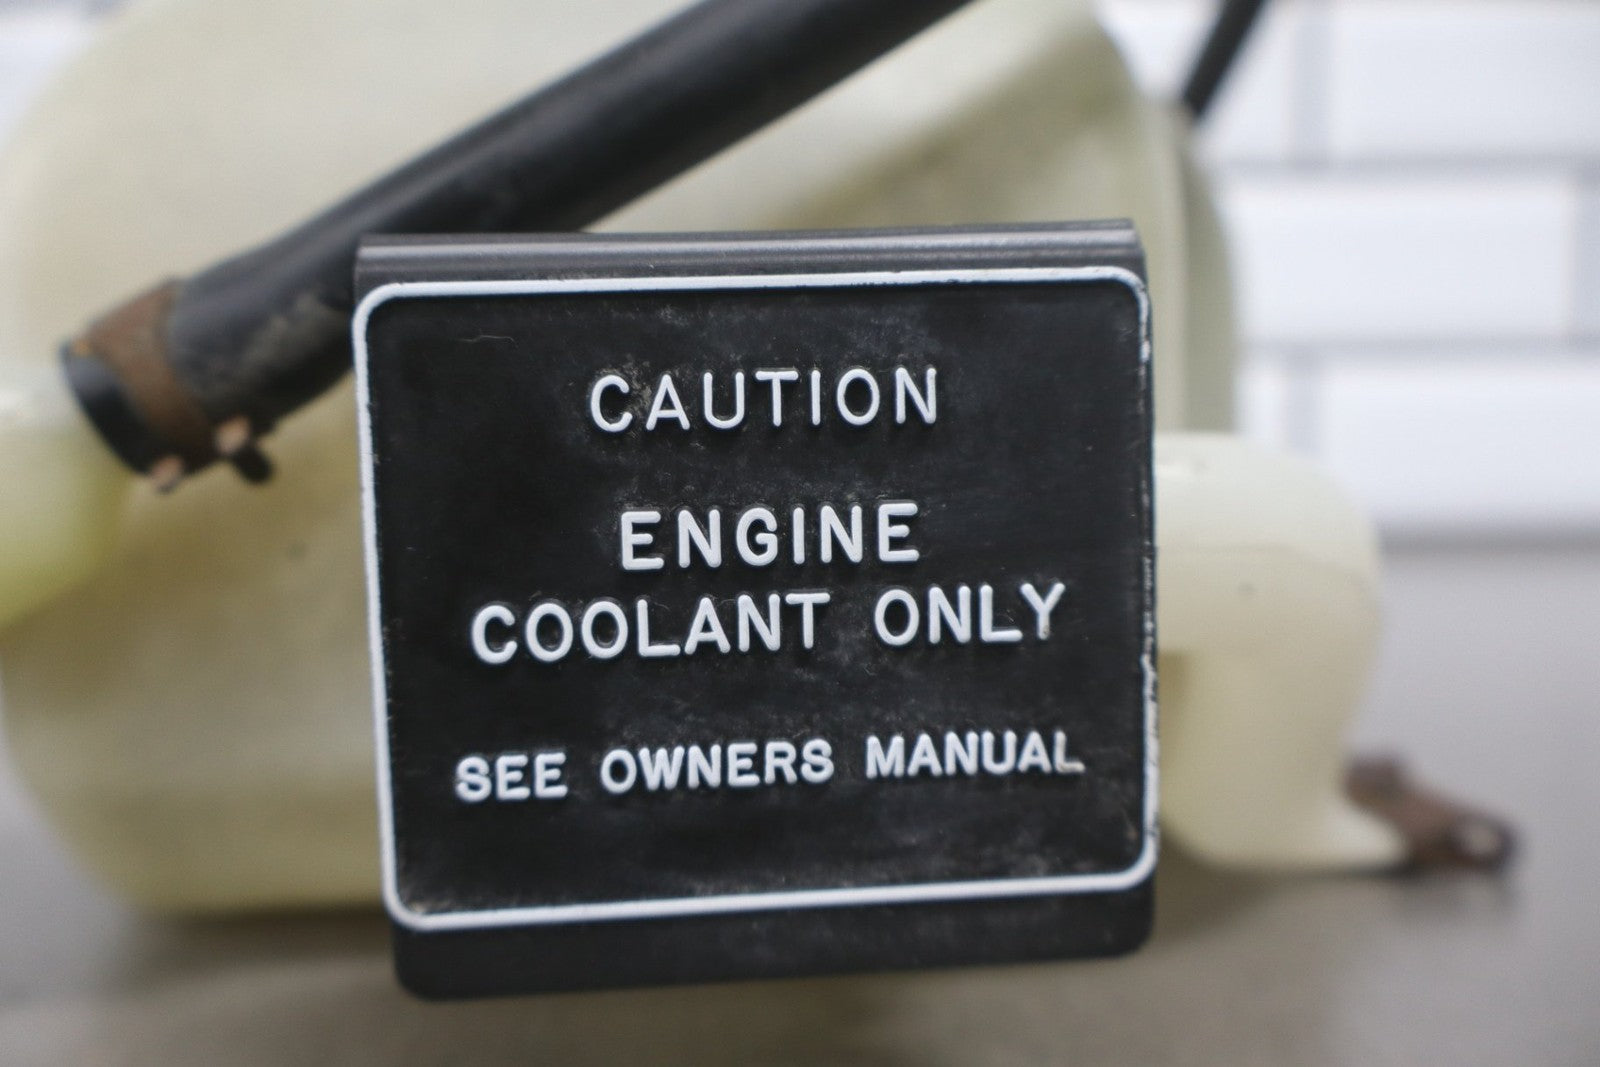 CAUTION
ENGINE
COOLANT ONLY
SEE OWNERS MANUAL